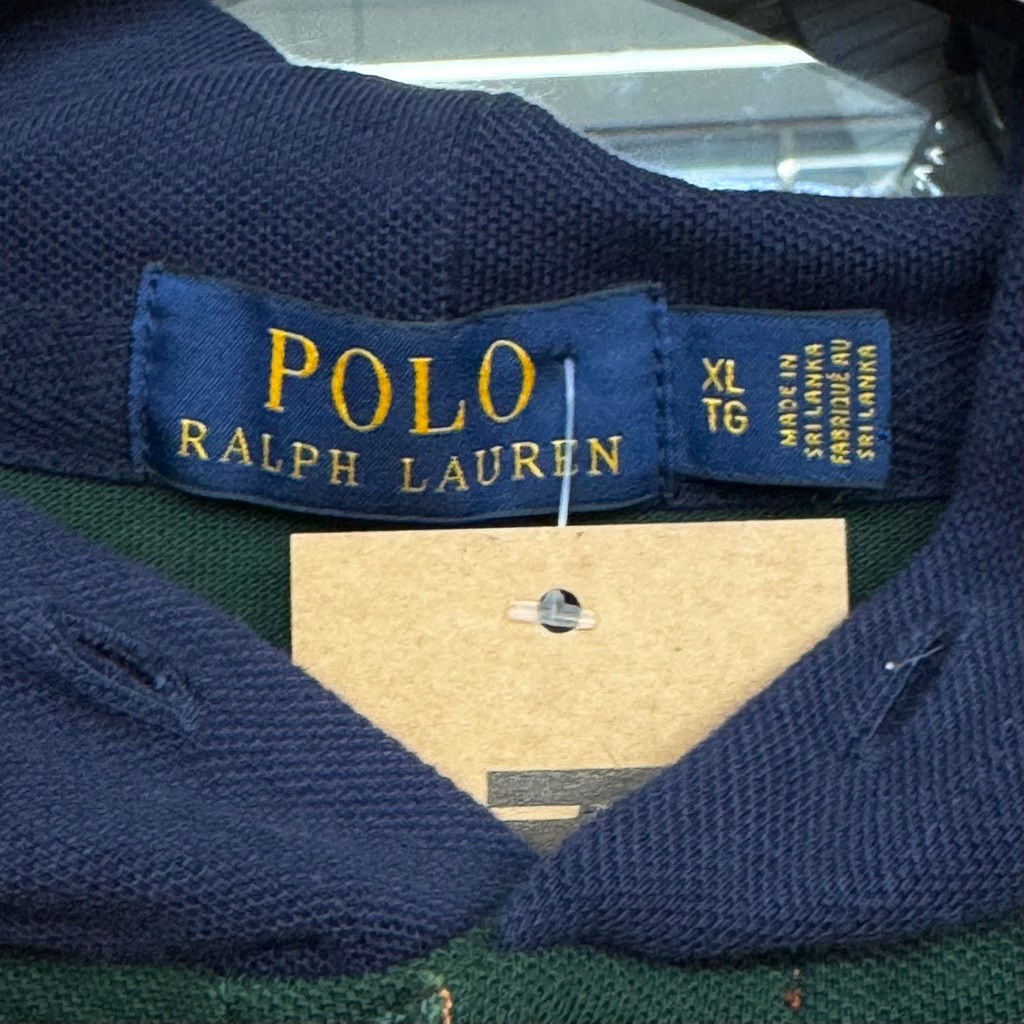 POLO
RALPH LAUREN
XL
TG
MADE IN
SRI LANKA
FABRIQUÉ AU
SRI LANKA